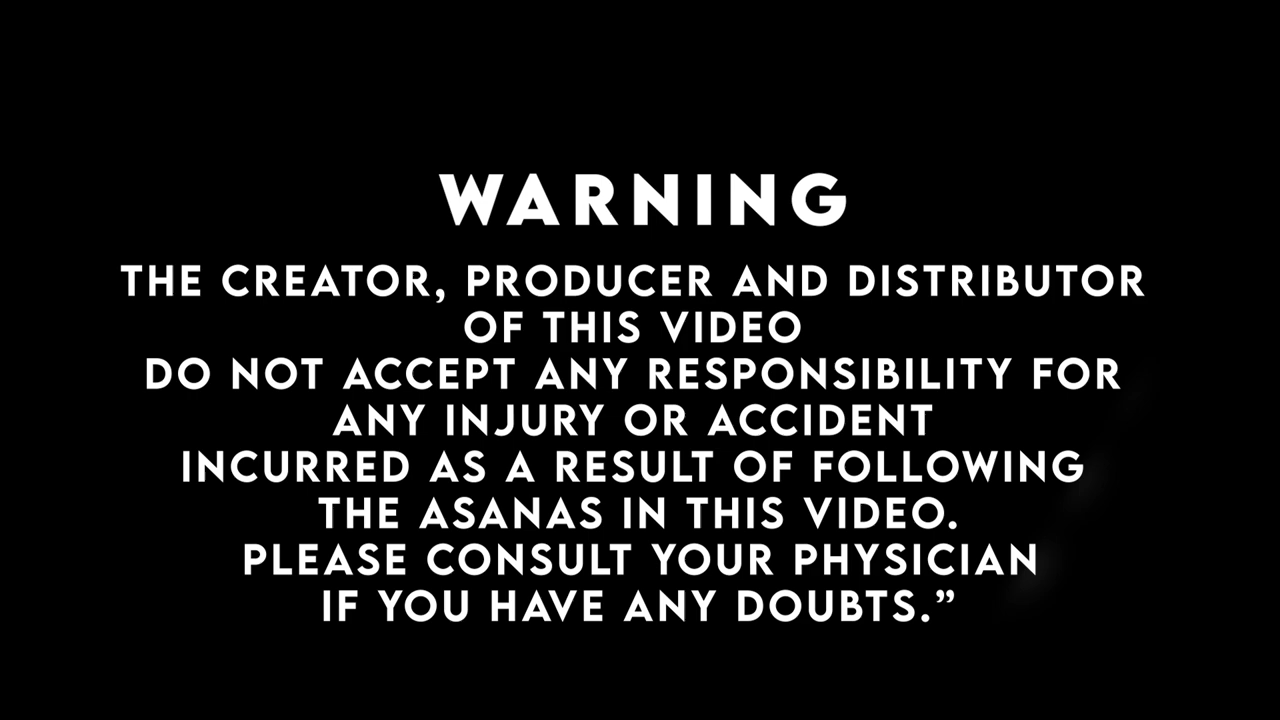 WARNING
THE CREATOR, PRODUCER AND DISTRIBUTOR
OF THIS VIDEO
DO NOT ACCEPT ANY RESPONSIBILITY FOR
ANY INJURY OR ACCIDENT
INCURRED AS A RESULT OF FOLLOWING
THE ASANAS IN THIS VIDEO.
PLEASE CONSULT YOUR PHYSICIAN
IF YOU HAVE ANY DOUBTS.”